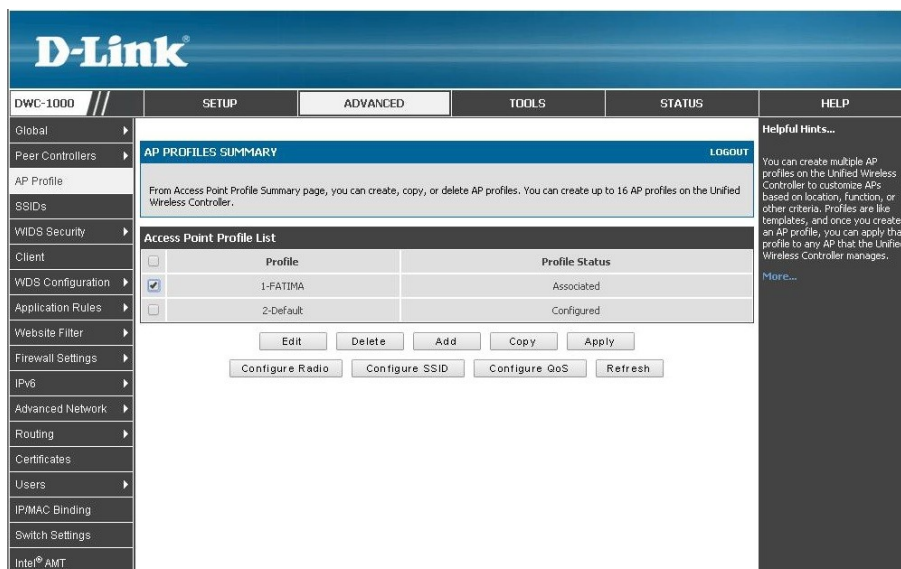 D-Link®
DWC-1000
SETUP
ADVANCED
TOOLS
STATUS
HELP
Global
Peer Controllers
AP Profile
SSIDs
WIDS Security
Client
WDS Configuration
Application Rules
Website Filter
Firewall Settings
IPv6
Advanced Network
Routing
Certificates
Users
IP/MAC Binding
Switch Settings
Intel® AMT
AP PROFILES SUMMARY
LOGOUT
From Access Point Profile Summary page, you can create, copy, or delete AP profiles. You can create up to 16 AP profiles on the Unified
Wireless Controller.
Access Point Profile List
Profile
Profile Status
1-FATIMA
Associated
2-Default
Configured
Edit
Delete
Add
Copy
Apply
Configure Radio
Configure SSID
Configure QoS
Refresh
Helpful Hints...
You can create multiple AP
profiles on the Unified Wireless
Controller to customize APs
based on location, function, or
other criteria. Profiles are like
templates, and once you create
an AP profile, you can apply tha
profile to any AP that the Unifie
Wireless Controller manages.
More...